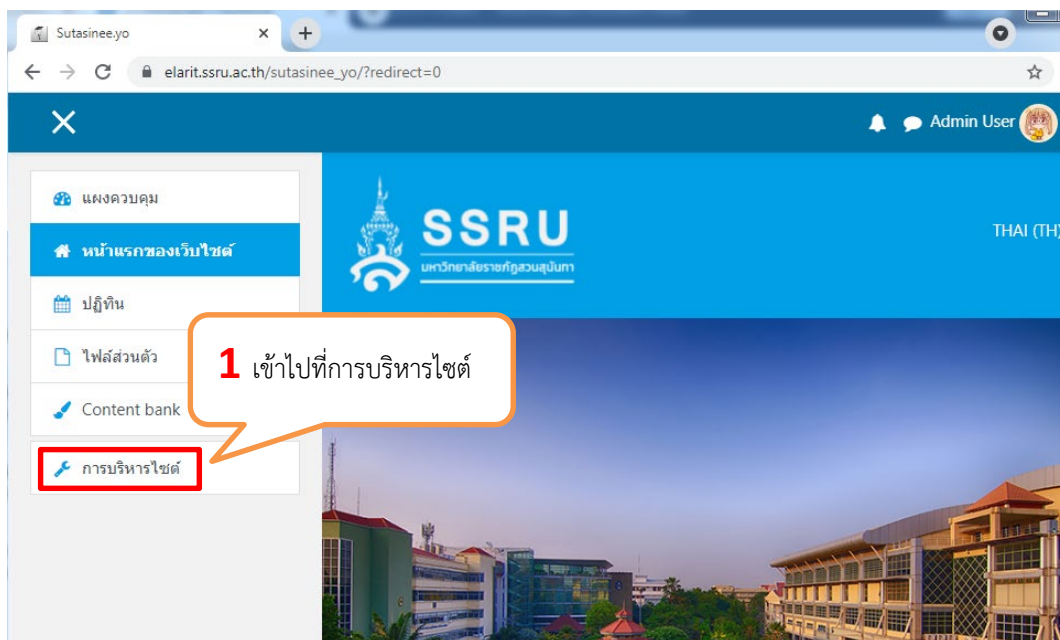 Sutasinee.yo
elarit.ssru.ac.th/sutasinee_yo/?redirect=0
Admin User
แผงควบคุม
หน้าแรกของเว็บไซต์
ปฏิทิน
ไฟล์ส่วนตัว
Content bank
การบริหารไซต์
SSRU
มหาวิทยาลัยราชภัฏสวนสุนันทา
THAI (TH)
1 เข้าไปที่การบริหารไซต์